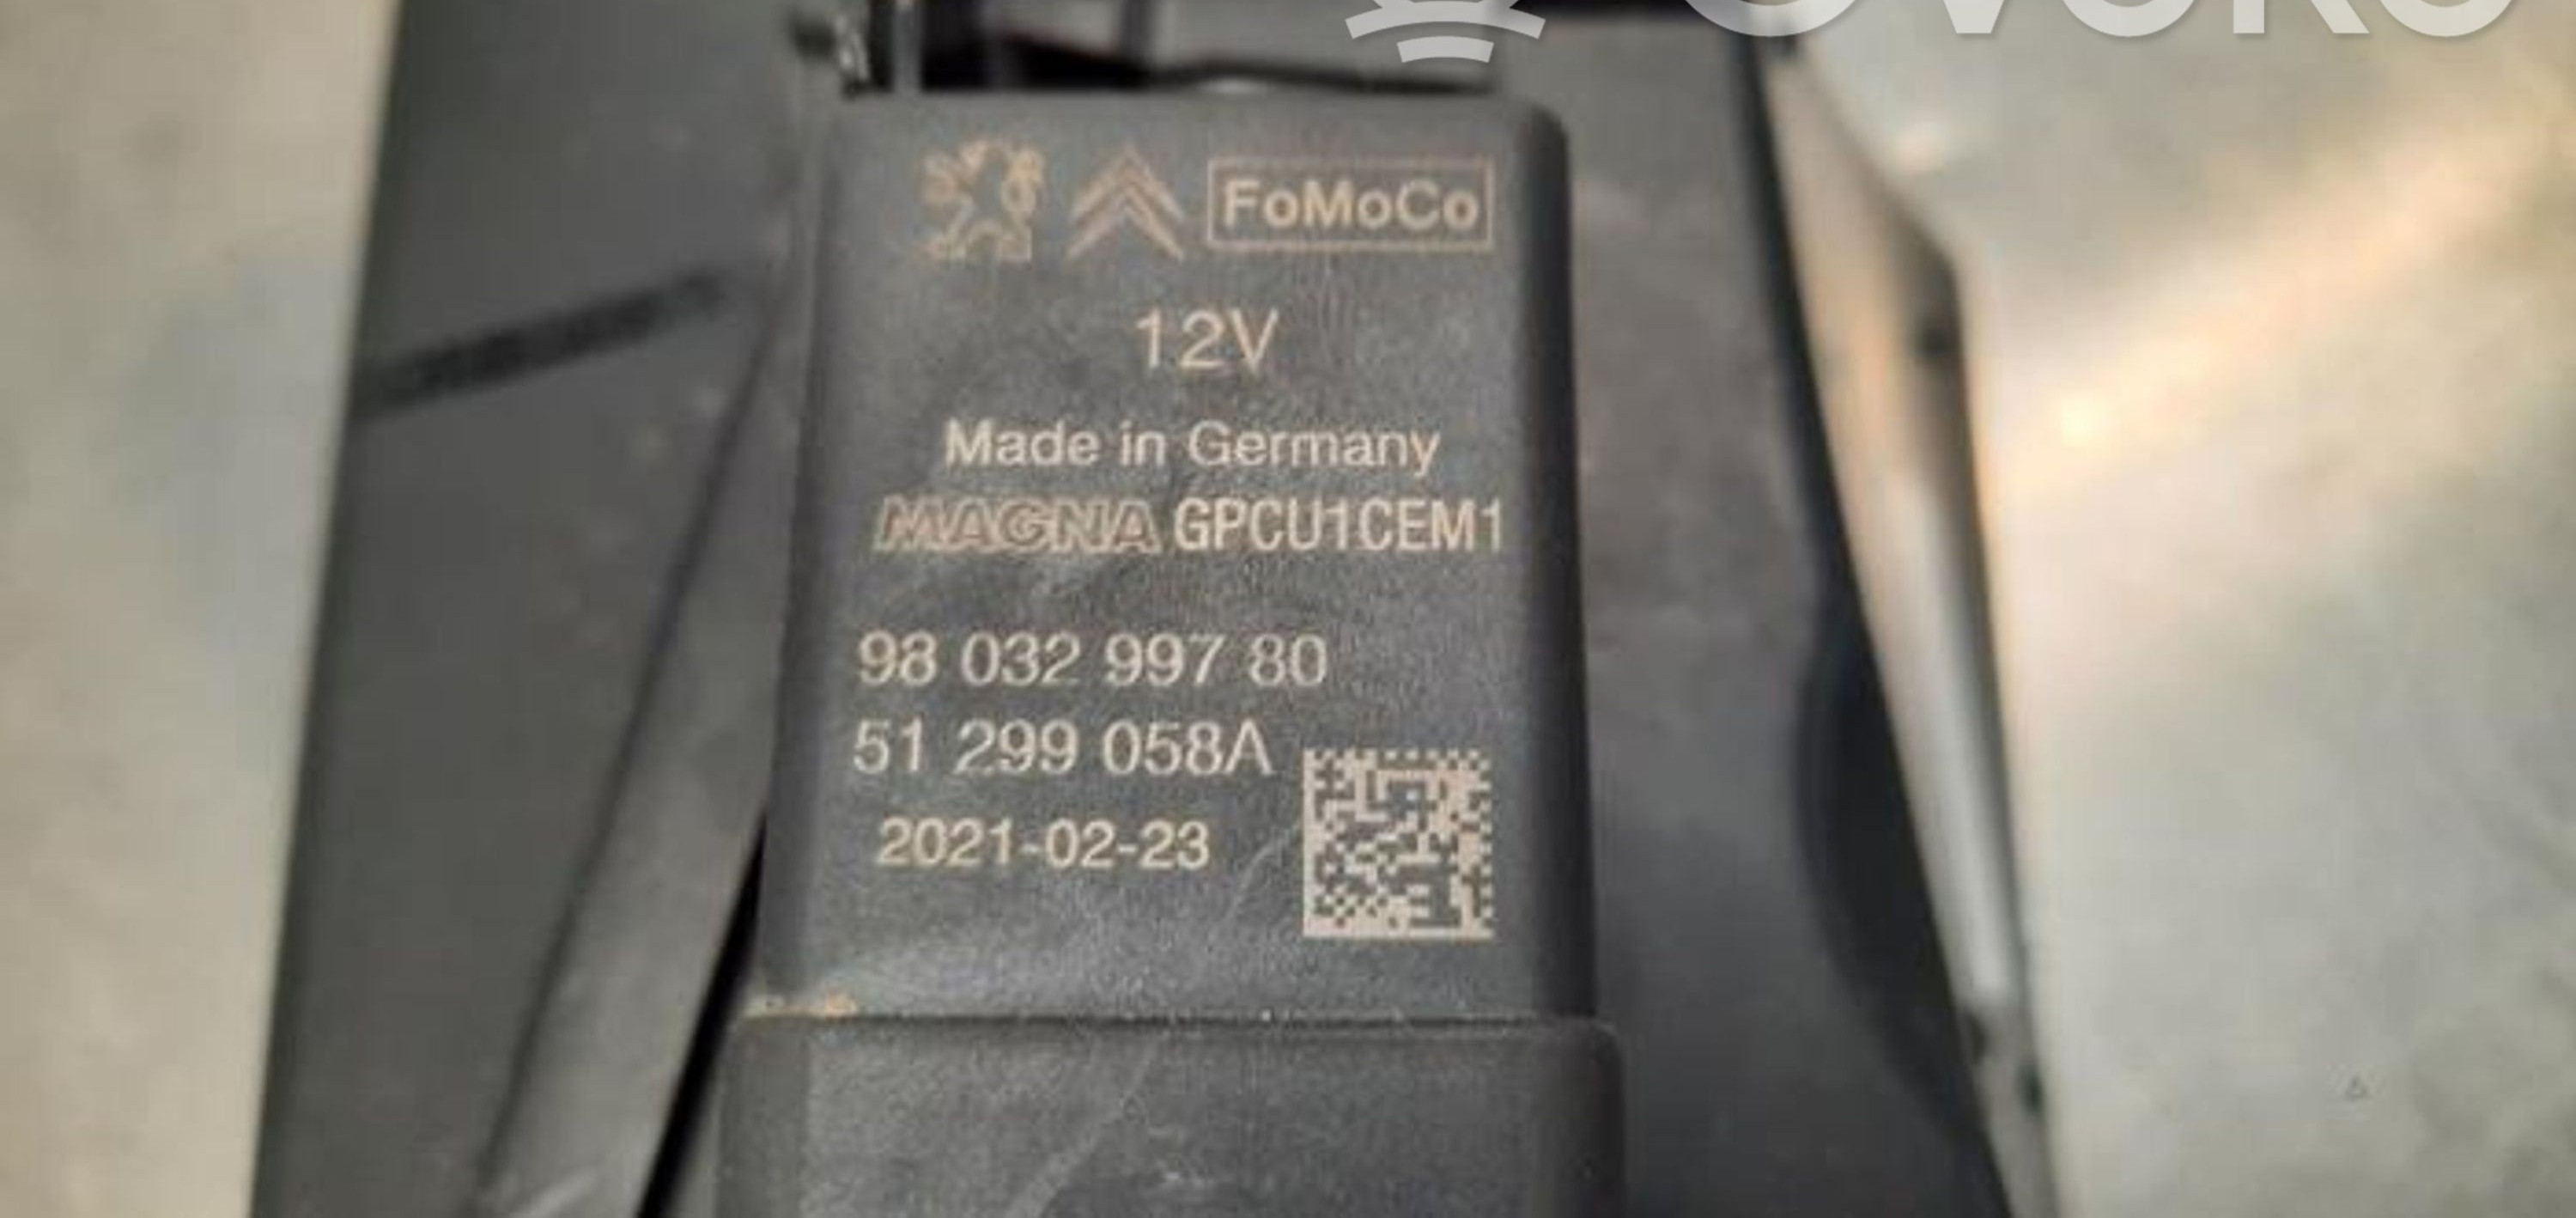 FoMoCo
12V
Made in Germany
MAGNA GPCU1CEM1
98 032 997 80
51 299 058A
2021-02-23